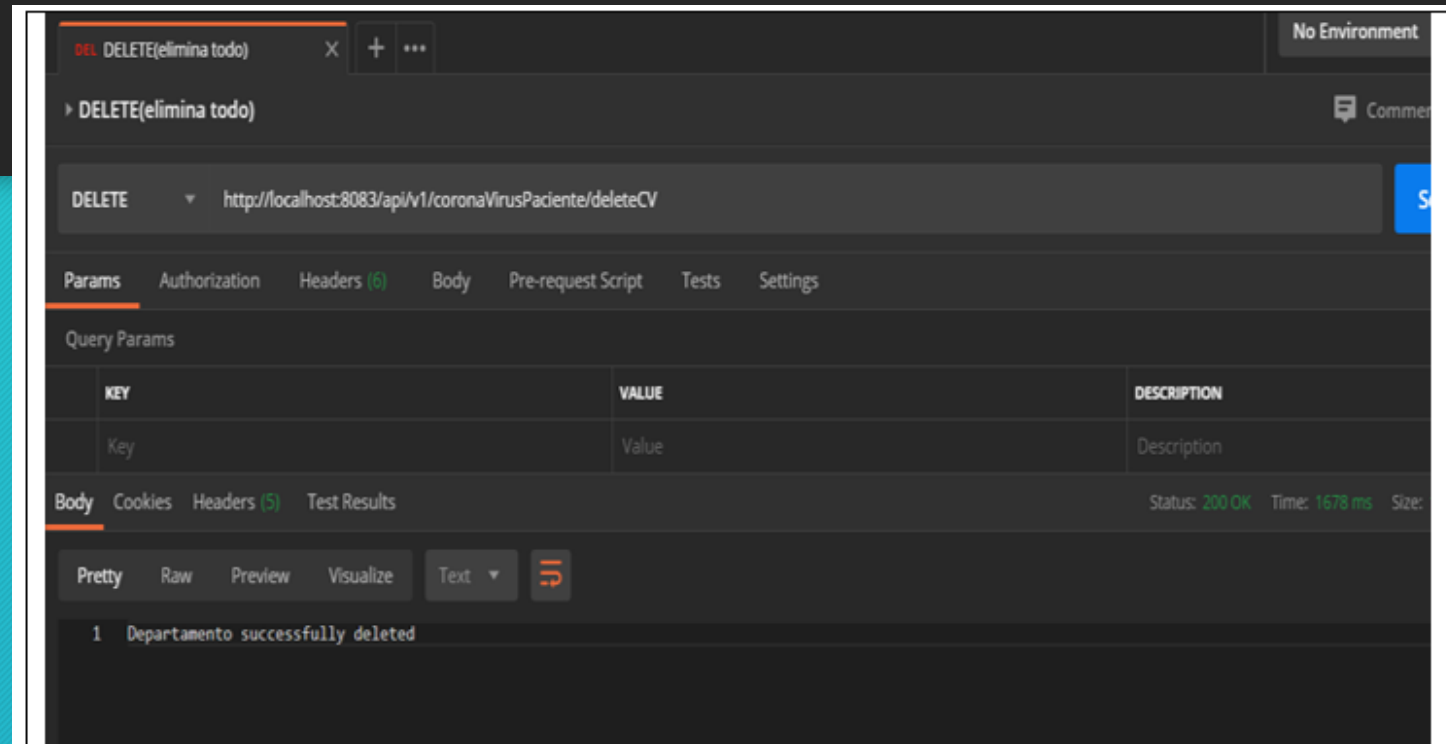 DEL DELETE(elimina todo) X + ...
No Environment
DELETE(elimina todo)
DELETE http://localhost:8083/api/v1/coronaVirusPaciente/deleteCV
Params Authorization Headers (6) Body Pre-request Script Tests Settings
Query Params
KEY VALUE DESCRIPTION
Key Value Description
Body Cookies Headers (5) Test Results Status: 200 OK Time: 1678 ms Size:
Pretty Raw Preview Visualize Text
1 Departamento successfully deleted